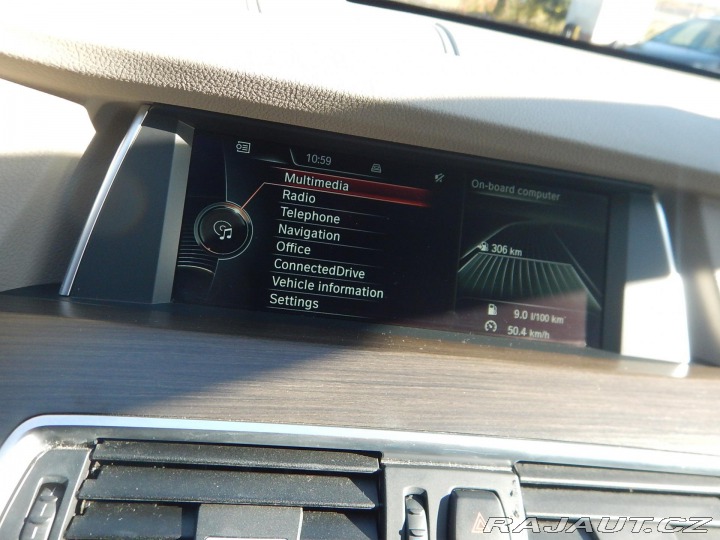 10:59
Multimedia
Radio
Telephone
Navigation
Office
ConnectedDrive
Vehicle information
Settings
On-board computer
306 km
9.0 l/100 km
50.4 km/h
RAJAUT.CZ